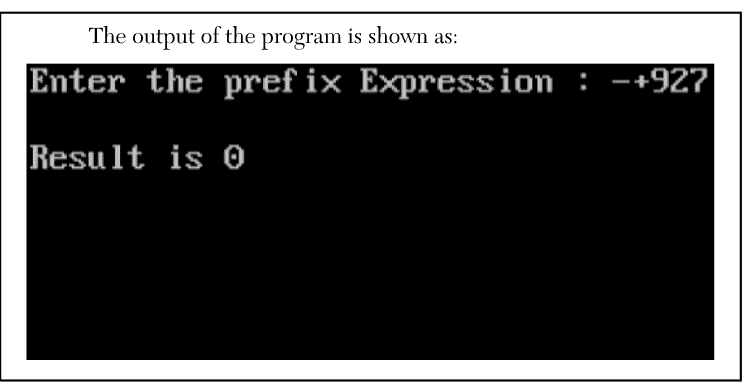 The output of the program is shown as:
Enter the prefix Expression : -+927
Result is 0